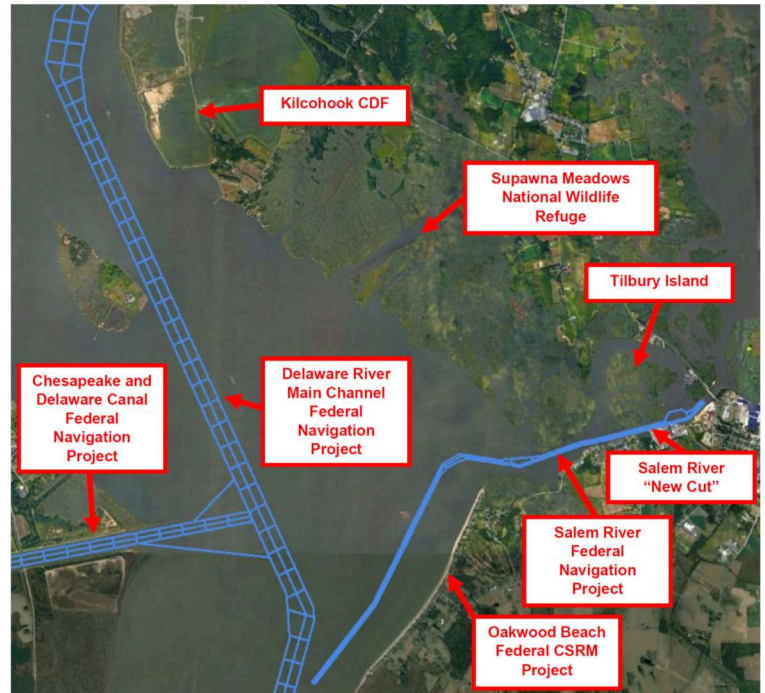 Kilcohook CDF
Supawna Meadows
National Wildlife
Refuge
Tilbury Island
Chesapeake and
Delaware Canal
Federal
Navigation
Project
Delaware River
Main Channel
Federal
Navigation
Project
Salem River
“New Cut”
Salem River
Federal
Navigation
Project
Oakwood Beach
Federal CSRM
Project